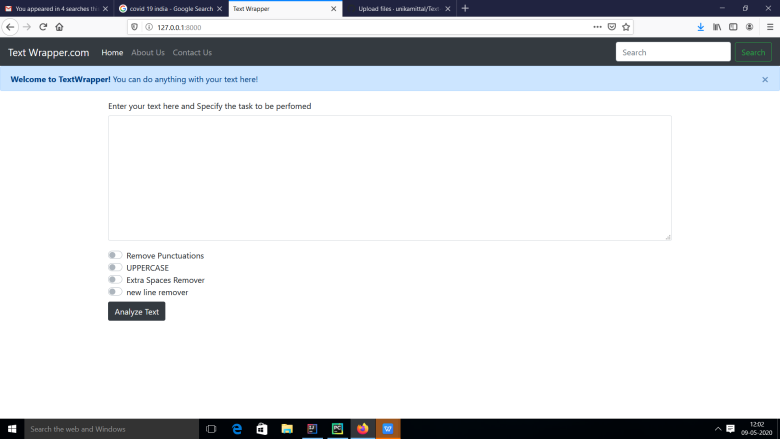 You appeared in 4 searches th
covid 19 india - Google Search
Text Wrapper
Upload files · unikamittal/Text
127.0.0.1:8000
Text Wrapper.com
Home
About Us
Contact Us
Search
Search
Welcome to TextWrapper! You can do anything with your text here!
Enter your text here and Specify the task to be perfomed
Remove Punctuations
UPPERCASE
Extra Spaces Remover
new line remover
Analyze Text
Search the web and Windows
12:02
09-05-2020